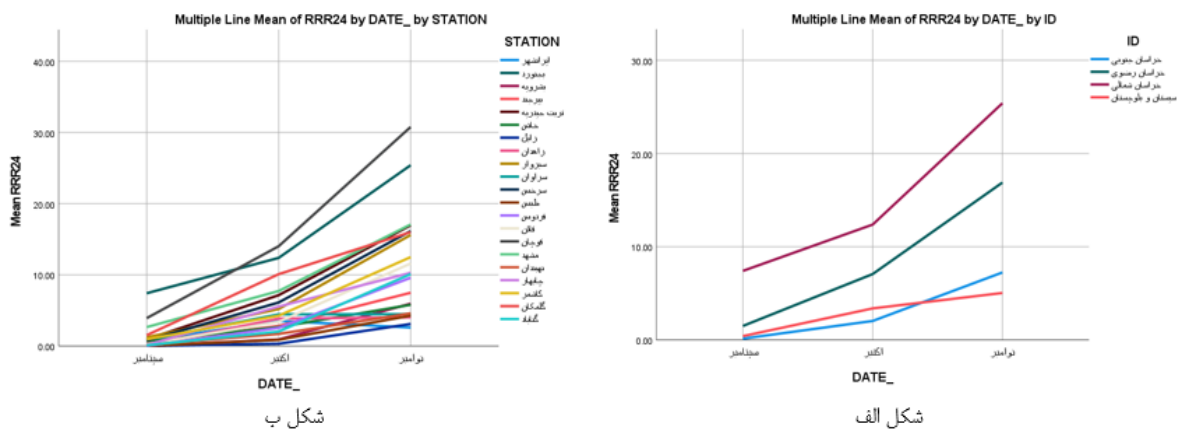 Multiple Line Mean of RRR24 by DATE_ by STATION
Mean RRR24
40.00
30.00
20.00
10.00
0.00
سپتامبر
اکتبر
نوامبر
DATE_
STATION
ایرانشهر
بجنورد
بشرویه
بیرجند
تربت حیدریه
خاش
زابل
زاهدان
سبزوار
سراوان
سرخس
طبس
فردوس
قائن
قوچان
مشهد
نهبندان
چابهار
کاشمر
گلمکان
گناباد
شکل ب
Multiple Line Mean of RRR24 by DATE_ by ID
Mean RRR24
30.00
20.00
10.00
0.00
سپتامبر
اکتبر
نوامبر
DATE_
ID
خراسان جنوبی
خراسان رضوی
خراسان شمالی
سیستان و بلوچستان
شکل الف